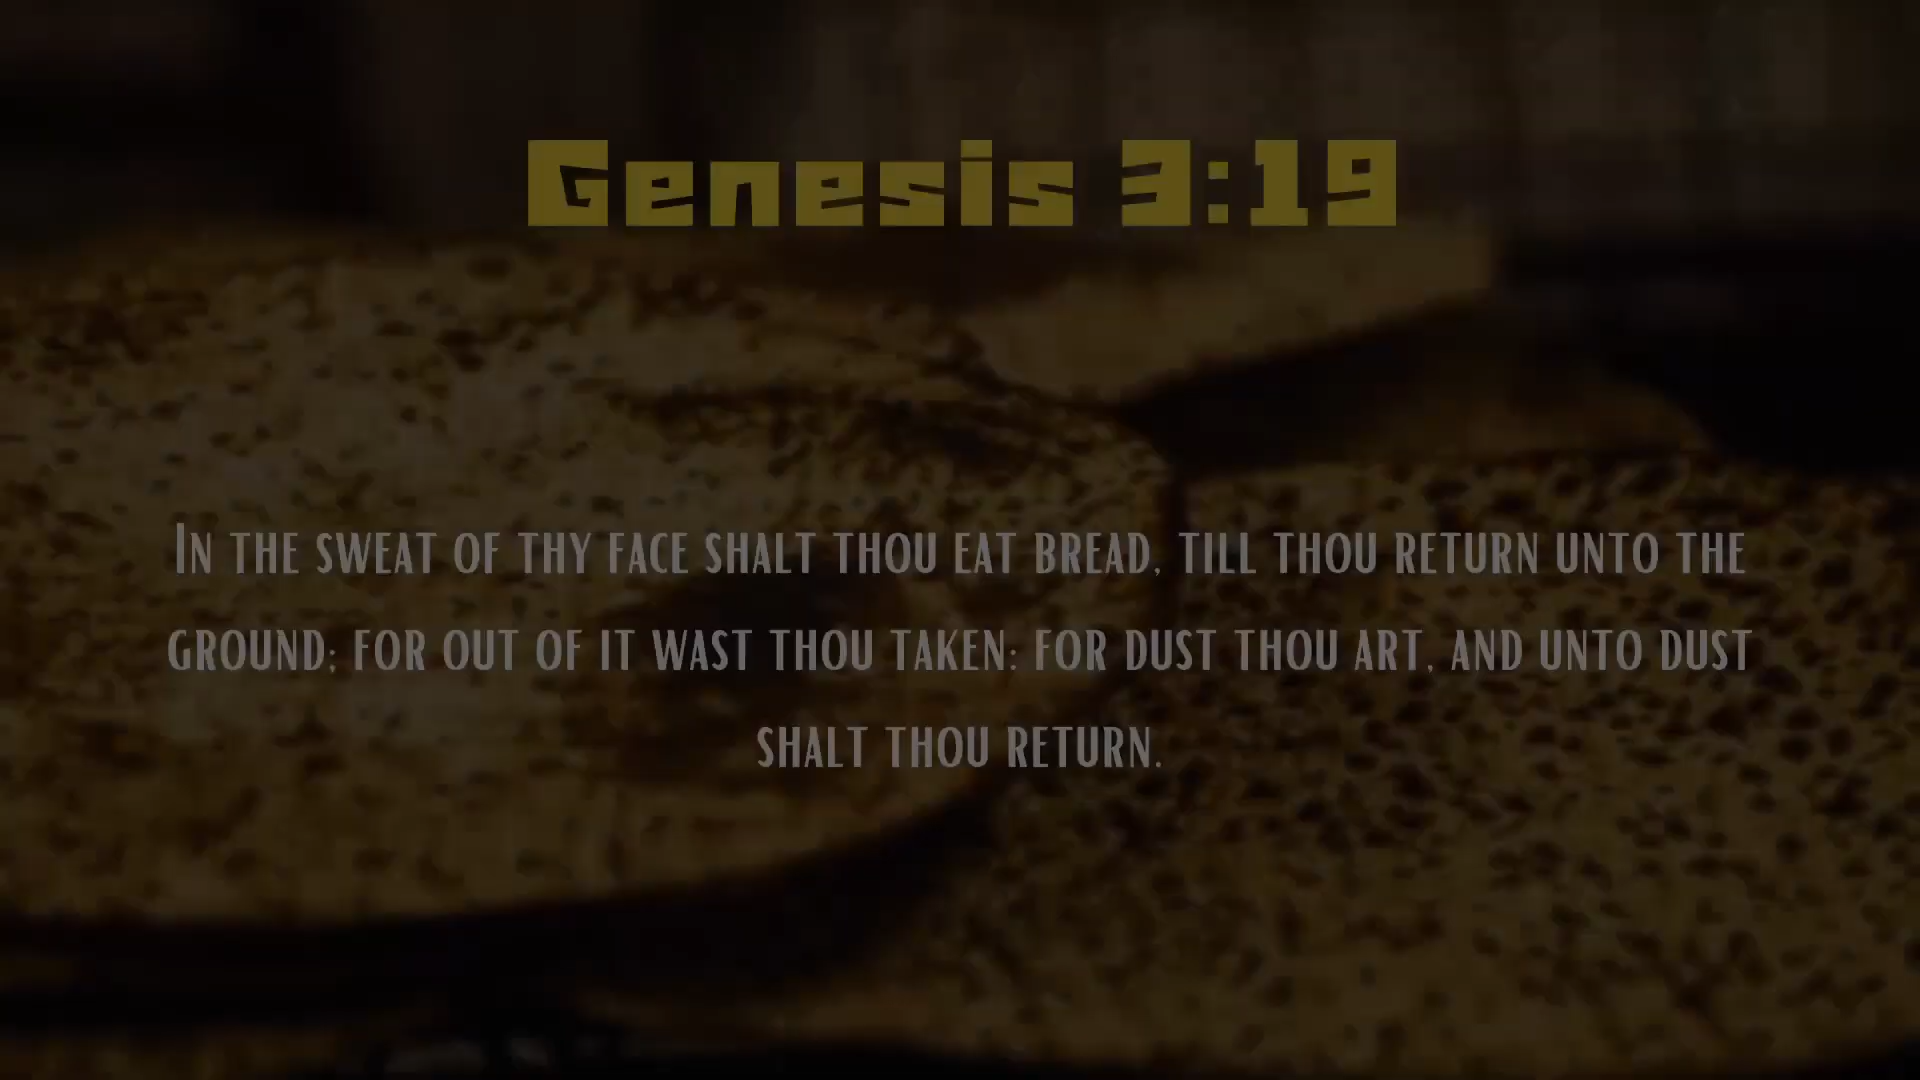 Genesis 3:19
In the sweat of thy face shalt thou eat bread, till thou return unto the
ground; for out of it wast thou taken: for dust thou art, and unto dust
shalt thou return.